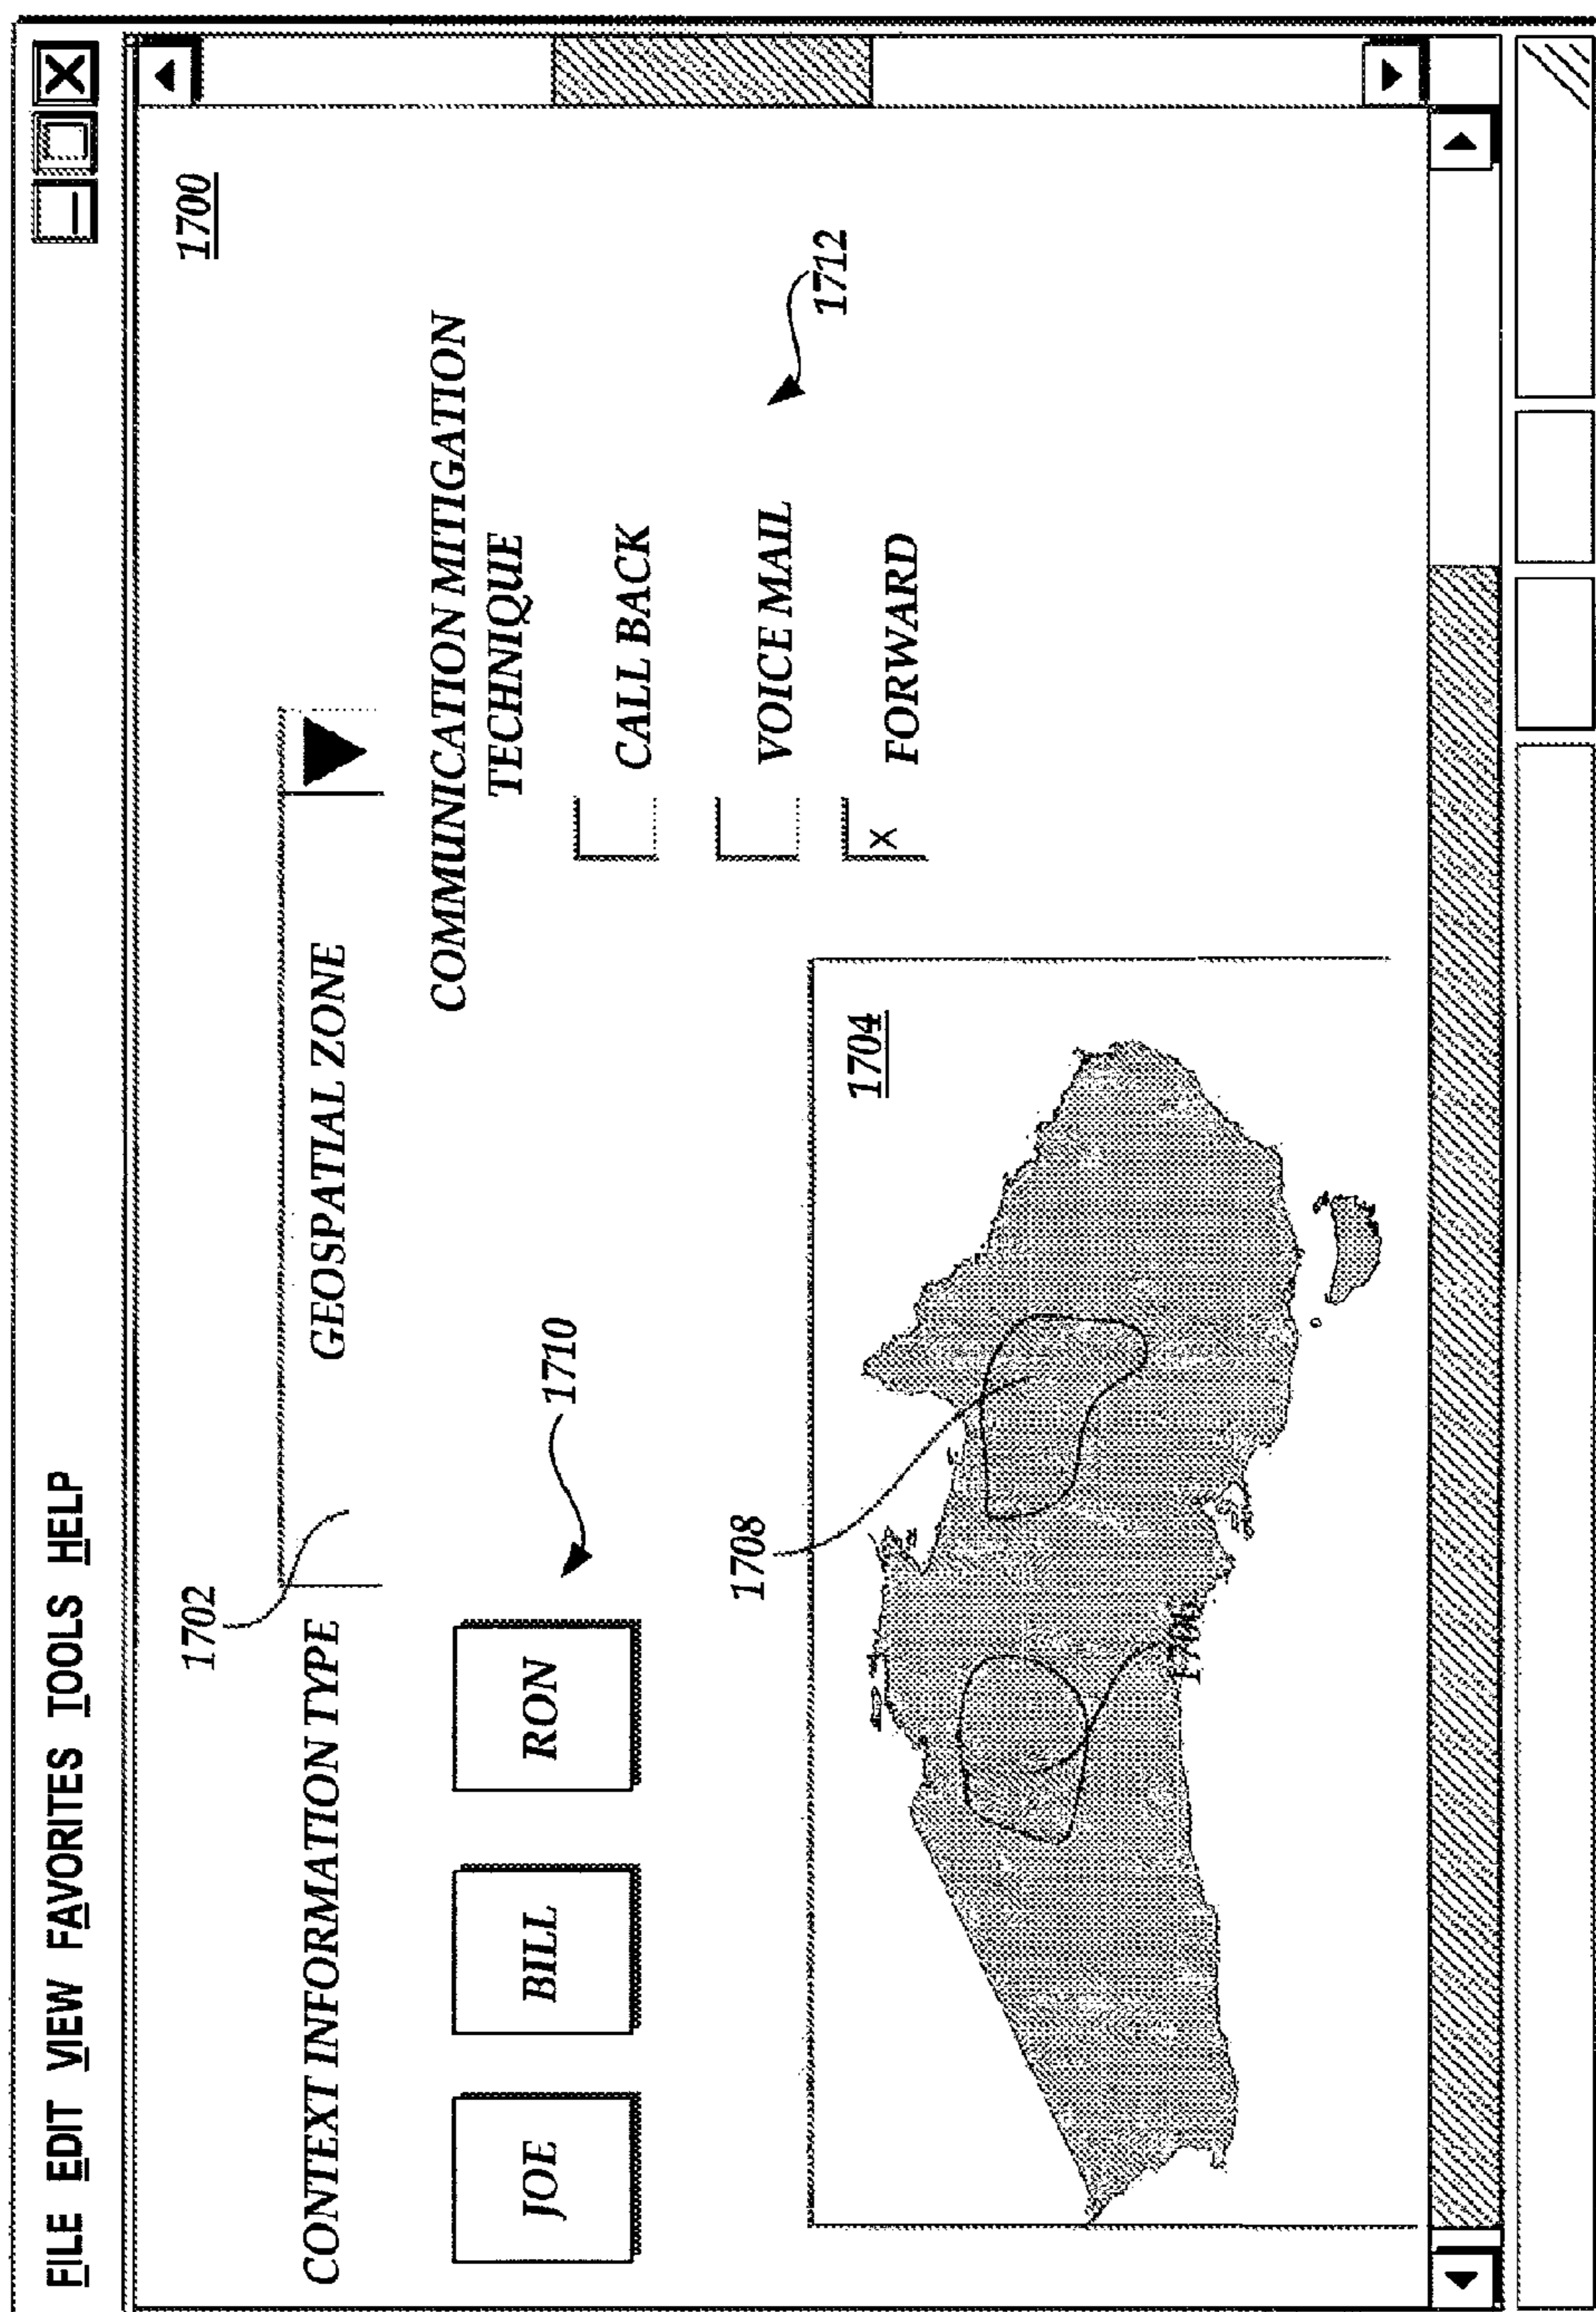 FILE EDIT VIEW FAVORITES TOOLS HELP
1700
1702
CONTEXT INFORMATION TYPE
GEOSPATIAL ZONE
COMMUNICATION MITIGATION
TECHNIQUE
JOE
BILL
RON
1710
CALL BACK
VOICE MAIL
1712
X FORWARD
1708
1704
1706